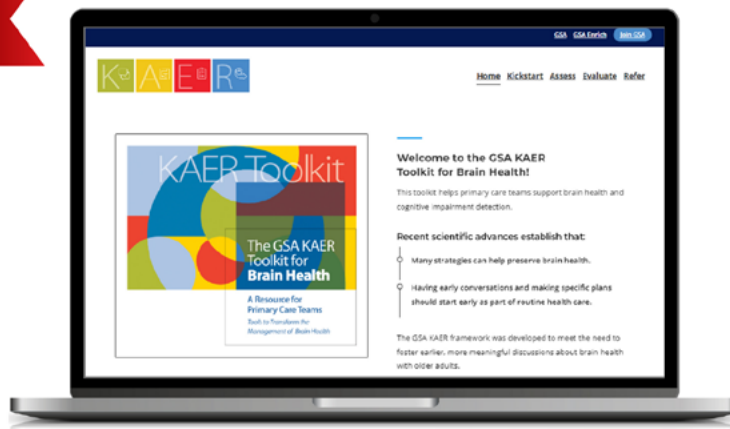 GSA GSA Enrich Join GSA
K A E R
Home Kickstart Assess Evaluate Refer
KAER Toolkit
The GSA KAER
Toolkit for
Brain Health
A Resource for
Primary Care Teams
Tools to Transform the
Management of Brain Health
Welcome to the GSA KAER
Toolkit for Brain Health!
This toolkit helps primary care teams support brain health and
cognitive impairment detection.
Recent scientific advances establish that:
Many strategies can help preserve brain health.
Having early conversations and making specific plans
should start early as part of routine health care.
The GSA KAER framework was developed to meet the need to
foster earlier, more meaningful discussions about brain health
with older adults.